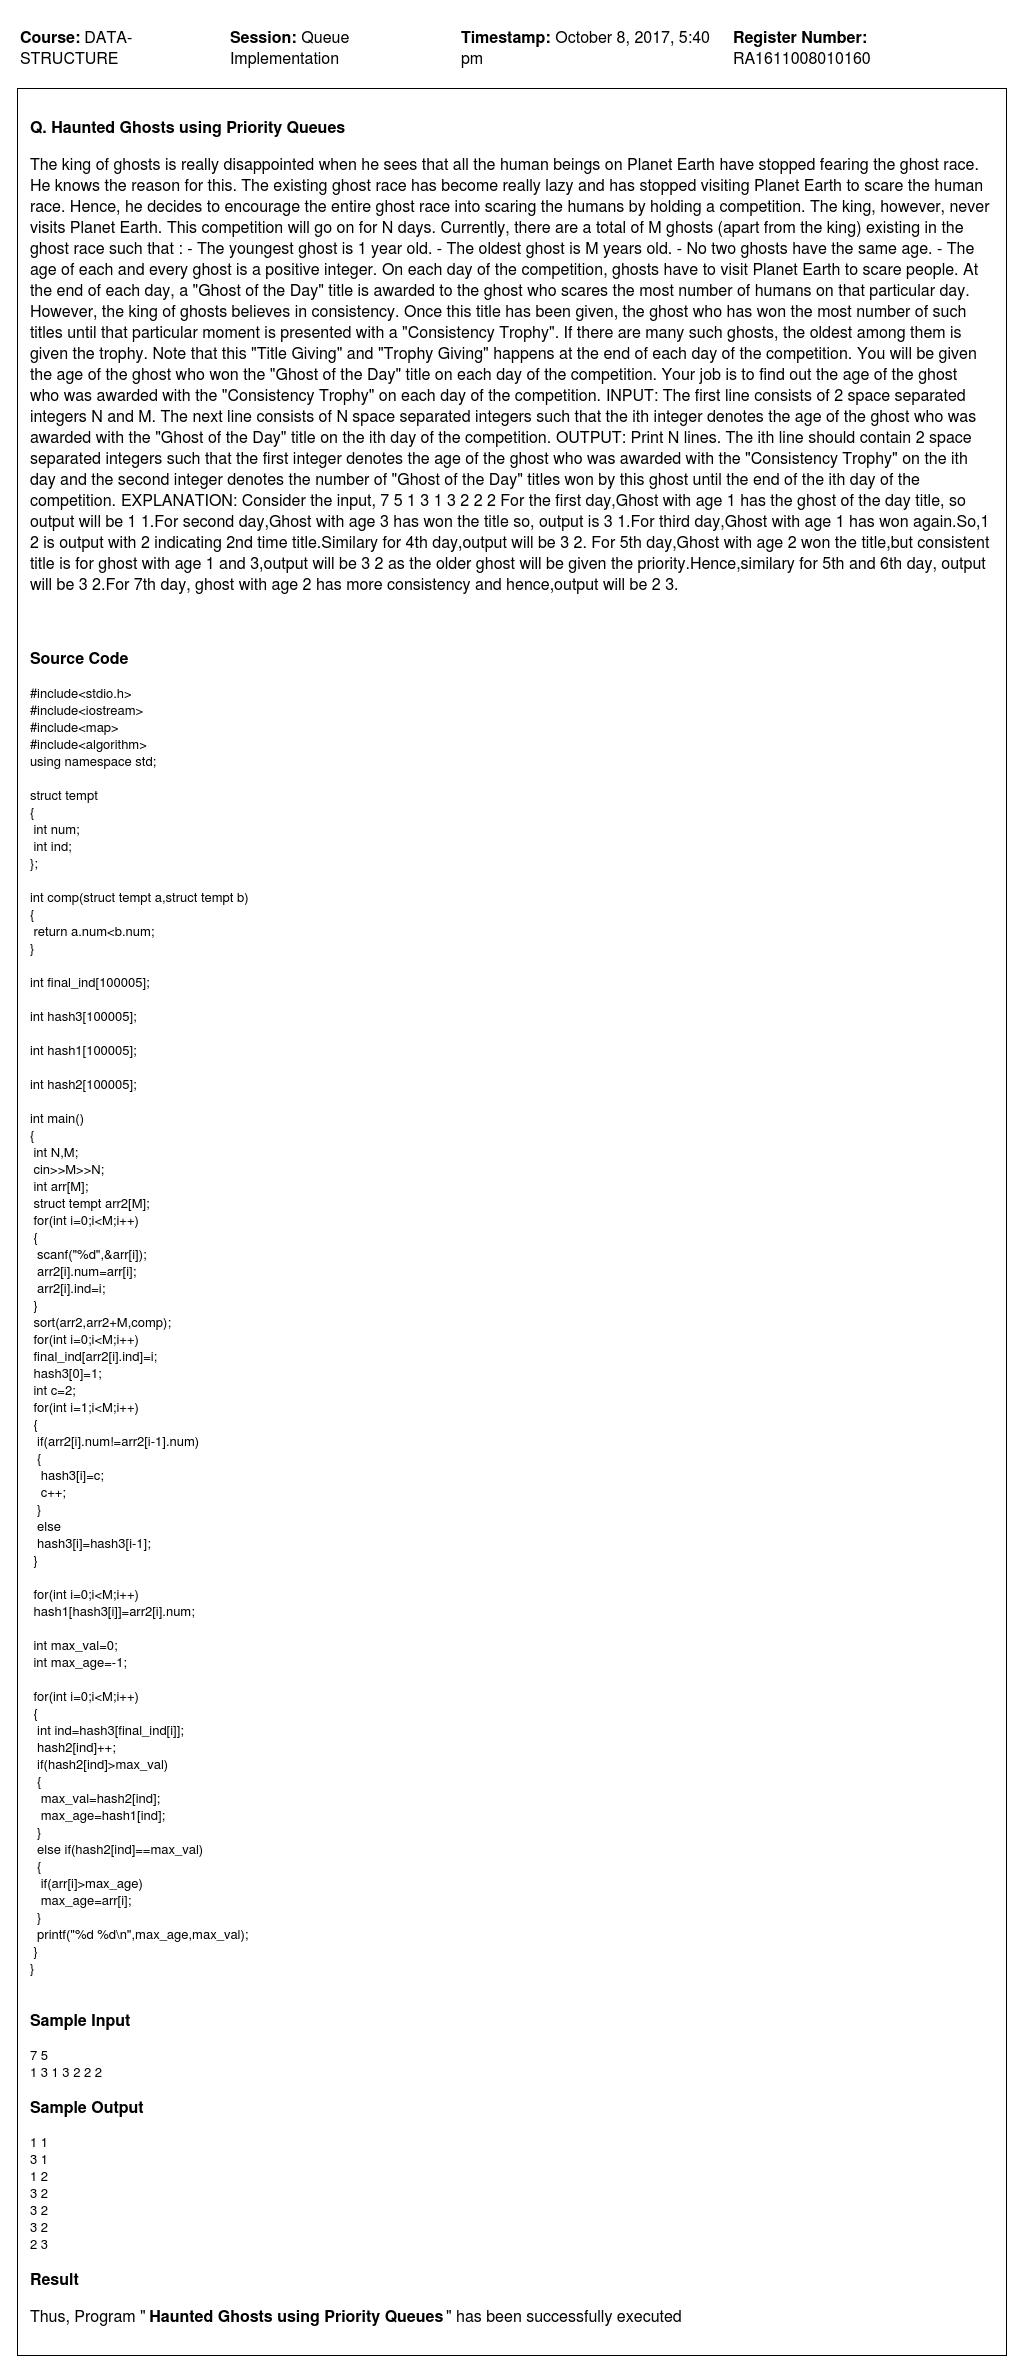 Course: DATA-STRUCTURE
Session: Queue Implementation
Timestamp: October 8, 2017, 5:40 pm
Register Number: RA1611008010160
Q. Haunted Ghosts using Priority Queues
The king of ghosts is really disappointed when he sees that all the human beings on Planet Earth have stopped fearing the ghost race.
He knows the reason for this. The existing ghost race has become really lazy and has stopped visiting Planet Earth to scare the human
race. Hence, he decides to encourage the entire ghost race into scaring the humans by holding a competition. The king, however, never
visits Planet Earth. This competition will go on for N days. Currently, there are a total of M ghosts (apart from the king) existing in the
ghost race such that : - The youngest ghost is 1 year old. - The oldest ghost is M years old. - No two ghosts have the same age. - The
age of each and every ghost is a positive integer. On each day of the competition, ghosts have to visit Planet Earth to scare people. At
the end of each day, a "Ghost of the Day" title is awarded to the ghost who scares the most number of humans on that particular day.
However, the king of ghosts believes in consistency. Once this title has been given, the ghost who has won the most number of such
titles until that particular moment is presented with a "Consistency Trophy". If there are many such ghosts, the oldest among them is
given the trophy. Note that this "Title Giving" and "Trophy Giving" happens at the end of each day of the competition. You will be given
the age of the ghost who won the "Ghost of the Day" title on each day of the competition. Your job is to find out the age of the ghost
who was awarded with the "Consistency Trophy" on each day of the competition. INPUT: The first line consists of 2 space separated
integers N and M. The next line consists of N space separated integers such that the ith integer denotes the age of the ghost who was
awarded with the "Ghost of the Day" title on the ith day of the competition. OUTPUT: Print N lines. The ith line should contain 2 space
separated integers such that the first integer denotes the age of the ghost who was awarded with the "Consistency Trophy" on the ith
day and the second integer denotes the number of "Ghost of the Day" titles won by this ghost until the end of the ith day of the
competition. EXPLANATION: Consider the input, 7 5 1 3 1 3 2 2 2 For the first day,Ghost with age 1 has the ghost of the day title, so
output will be 1 1.For second day,Ghost with age 3 has won the title so, output is 3 1.For third day,Ghost with age 1 has won again.So,1
2 is output with 2 indicating 2nd time title.Similary for 4th day,output will be 3 2. For 5th day,Ghost with age 2 won the title,but consistent
title is for ghost with age 1 and 3,output will be 3 2 as the older ghost will be given the priority.Hence,similary for 5th and 6th day, output
will be 3 2.For 7th day, ghost with age 2 has more consistency and hence,output will be 2 3.
Source Code
#include<stdio.h>
#include<iostream>
#include<map>
#include<algorithm>
using namespace std;
struct tempt
{
int num;
int ind;
};
int comp(struct tempt a,struct tempt b)
{
return a.num<b.num;
}
int final_ind[100005];
int hash3[100005];
int hash1[100005];
int hash2[100005];
int main()
{
int N,M;
cin>>M>>N;
int arr[M];
struct tempt arr2[M];
for(int i=0;i<M;i++)
{
scanf("%d",&arr[i]);
arr2[i].num=arr[i];
arr2[i].ind=i;
}
sort(arr2,arr2+M,comp);
for(int i=0;i<M;i++)
final_ind[arr2[i].ind]=i;
hash3[0]=1;
int c=2;
for(int i=1;i<M;i++)
{
if(arr2[i].num!=arr2[i-1].num)
{
hash3[i]=c;
c++;
}
else
hash3[i]=hash3[i-1];
}
for(int i=0;i<M;i++)
hash1[hash3[i]]=arr2[i].num;
int max_val=0;
int max_age=-1;
for(int i=0;i<M;i++)
{
int ind=hash3[final_ind[i]];
hash2[ind]++;
if(hash2[ind]>max_val)
{
max_val=hash2[ind];
max_age=hash1[ind];
}
else if(hash2[ind]==max_val)
{
if(arr[i]>max_age)
max_age=arr[i];
}
printf("%d %d\n",max_age,max_val);
}
}
Sample Input
7 5
1 3 1 3 2 2 2
Sample Output
1 1
3 1
1 2
3 2
3 2
3 2
2 3
Result
Thus, Program " Haunted Ghosts using Priority Queues " has been successfully executed